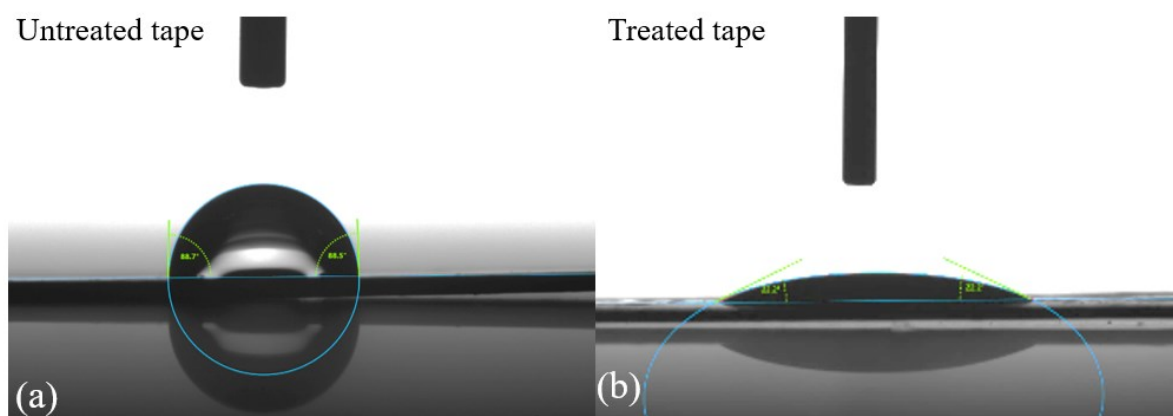 Untreated tape
Treated tape
88.7°
88.5°
22.2°
22.2°
(a)
(b)